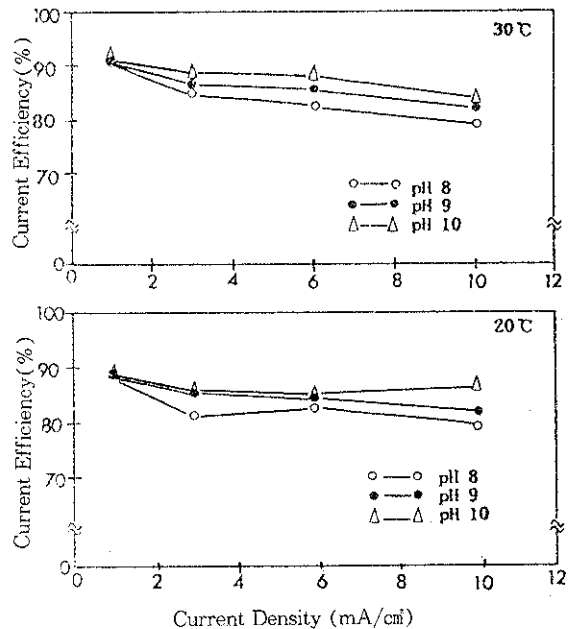 100
30℃
90
80
70
0
Current Efficiency(%)
pH 8
pH 9
pH 10
0 2 4 6 8 10 12
100
20℃
90
80
70
0
Current Efficiency(%)
pH 8
pH 9
pH 10
0 2 4 6 8 10 12
Current Density (mA/㎠)